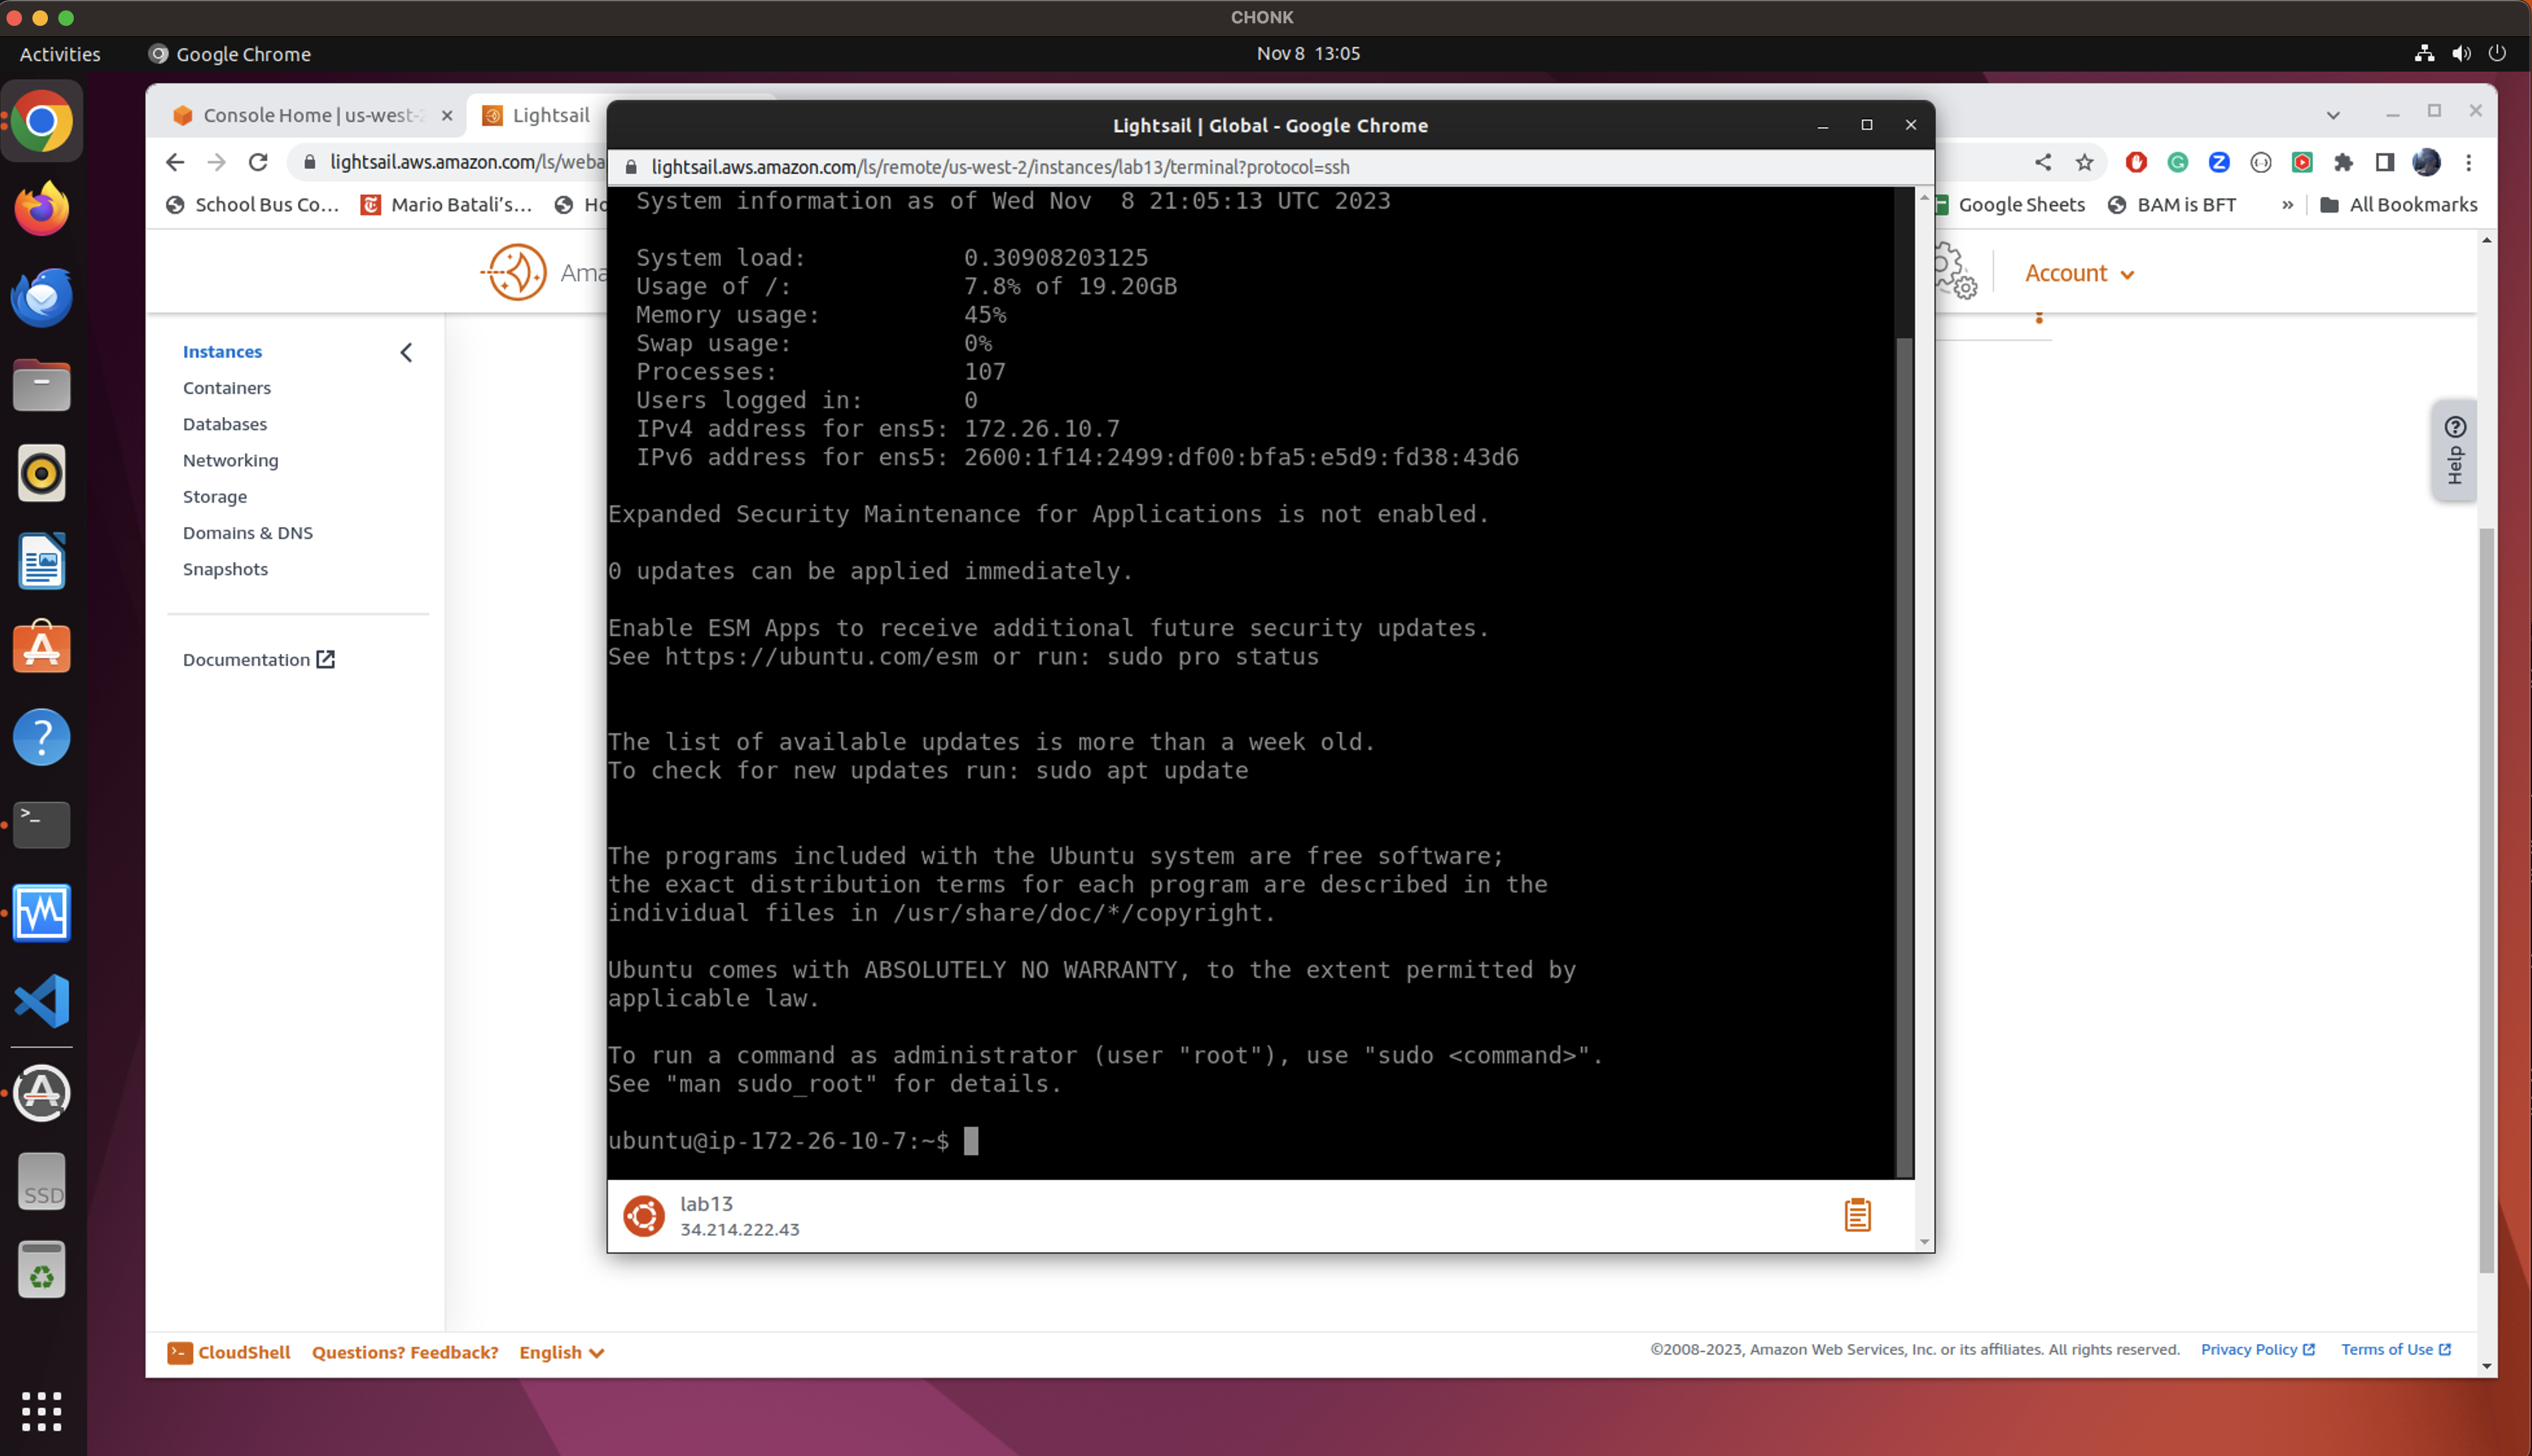 CHONK
Activities
Google Chrome
Nov 8 13:05
Console Home | us-west-2
Lightsail
Lightsail | Global - Google Chrome
lightsail.aws.amazon.com/ls/weba
lightsail.aws.amazon.com/ls/remote/us-west-2/instances/lab13/terminal?protocol=ssh
School Bus Co...
Mario Batali's...
Ho
Google Sheets
BAM is BFT
»
All Bookmarks
Ama
Account
Instances
Containers
Databases
Networking
Storage
Domains & DNS
Snapshots
Documentation
System information as of Wed Nov  8 21:05:13 UTC 2023
System load: 0.30908203125
Usage of /: 7.8% of 19.20GB
Memory usage: 45%
Swap usage: 0%
Processes: 107
Users logged in: 0
IPv4 address for ens5: 172.26.10.7
IPv6 address for ens5: 2600:1f14:2499:df00:bfa5:e5d9:fd38:43d6
Expanded Security Maintenance for Applications is not enabled.
0 updates can be applied immediately.
Enable ESM Apps to receive additional future security updates.
See https://ubuntu.com/esm or run: sudo pro status
The list of available updates is more than a week old.
To check for new updates run: sudo apt update
The programs included with the Ubuntu system are free software;
the exact distribution terms for each program are described in the
individual files in /usr/share/doc/*/copyright.
Ubuntu comes with ABSOLUTELY NO WARRANTY, to the extent permitted by
applicable law.
To run a command as administrator (user "root"), use "sudo <command>".
See "man sudo_root" for details.
ubuntu@ip-172-26-10-7:~$
lab13
34.214.222.43
Help
SSD
CloudShell
Questions? Feedback?
English
©2008-2023, Amazon Web Services, Inc. or its affiliates. All rights reserved.
Privacy Policy
Terms of Use